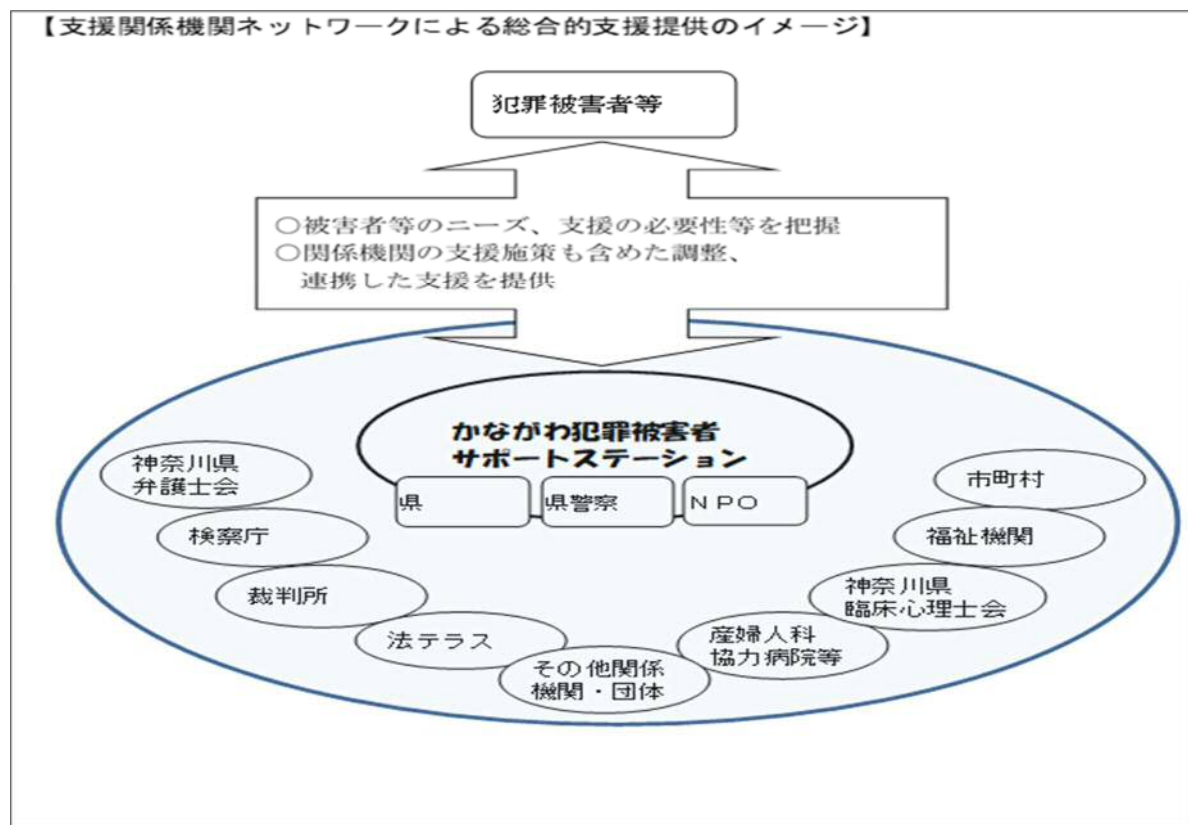 【支援関係機関ネットワークによる総合的支援提供のイメージ】
犯罪被害者等
○被害者等のニーズ、支援の必要性等を把握
○関係機関の支援施策も含めた調整、
連携した支援を提供
かながわ犯罪被害者
サポートステーション
県
県警察
ＮＰＯ
神奈川県
弁護士会
検察庁
裁判所
法テラス
その他関係
機関・団体
産婦人科
協力病院等
神奈川県
臨床心理士会
福祉機関
市町村